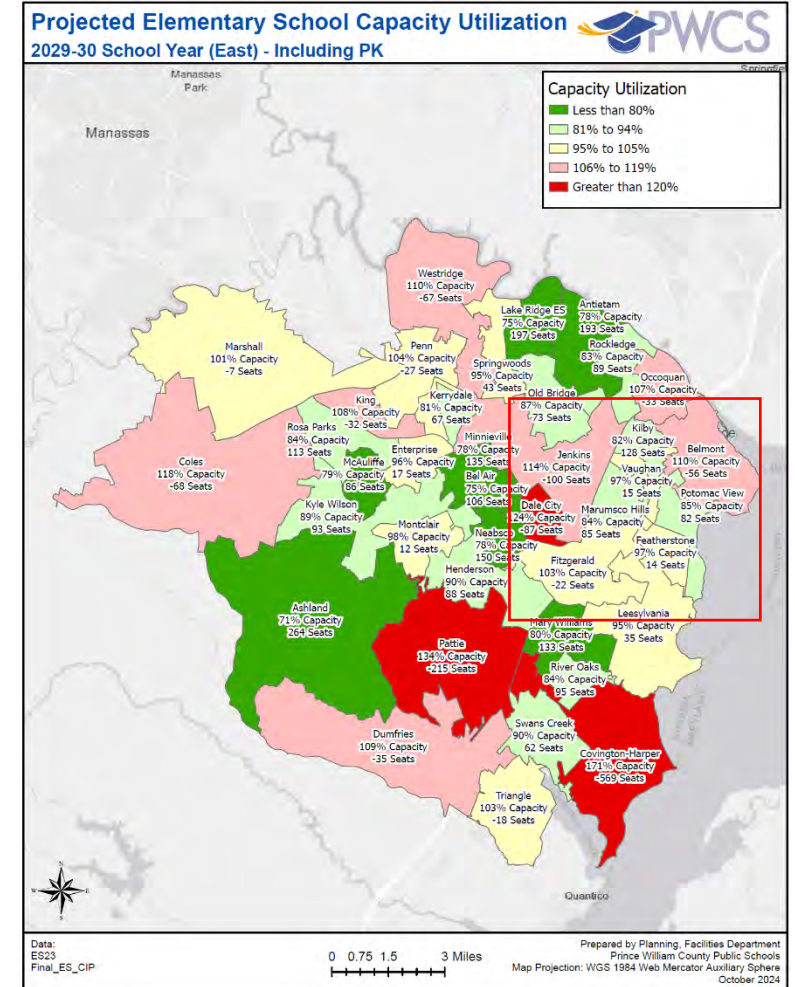 Projected Elementary School Capacity Utilization
2029-30 School Year (East) - Including PK
PWCS
Manassas
Park
Manassas
Capacity Utilization
Less than 80%
81% to 94%
95% to 105%
106% to 119%
Greater than 120%
Westridge
110% Capacity
-67 Seats
Lake Ridge ES
75% Capacity
197 Seats
Antietam
78% Capacity
193 Seats
Rockledge
83% Capacity
89 Seats
Marshall
101% Capacity
-7 Seats
Penn
104% Capacity
-27 Seats
Springwoods
95% Capacity
43 Seats
Occoquan
107% Capacity
-33 Seats
Old Bridge
87% Capacity
73 Seats
King
108% Capacity
-32 Seats
Kerrydale
81% Capacity
67 Seats
Rosa Parks
84% Capacity
113 Seats
Minnieville
78% Capacity
135 Seats
Kilby
82% Capacity
128 Seats
Belmont
110% Capacity
-56 Seats
Coles
118% Capacity
-68 Seats
McAuliffe
79% Capacity
86 Seats
Enterprise
96% Capacity
17 Seats
Jenkins
114% Capacity
-100 Seats
Vaughan
97% Capacity
15 Seats
Bel Air
75% Capacity
106 Seats
Potomac View
85% Capacity
82 Seats
Kyle Wilson
89% Capacity
93 Seats
Dale City
124% Capacity
-87 Seats
Marumsco Hills
84% Capacity
85 Seats
Montclair
98% Capacity
12 Seats
Neabsco
78% Capacity
150 Seats
Featherstone
97% Capacity
14 Seats
Henderson
90% Capacity
88 Seats
Fitzgerald
103% Capacity
-22 Seats
Ashland
71% Capacity
264 Seats
Leesylvania
95% Capacity
35 Seats
Mary Williams
80% Capacity
133 Seats
Pattie
134% Capacity
-215 Seats
River Oaks
84% Capacity
95 Seats
Swans Creek
90% Capacity
62 Seats
Dumfries
109% Capacity
-35 Seats
Covington-Harper
171% Capacity
-569 Seats
Triangle
103% Capacity
-18 Seats
Quantico
N
W
E
S
Data:
ES23
Final_ES_CIP
0 0.75 1.5 3 Miles
Prepared by Planning, Facilities Department
Prince William County Public Schools
Map Projection: WGS 1984 Web Mercator Auxiliary Sphere
October 2024